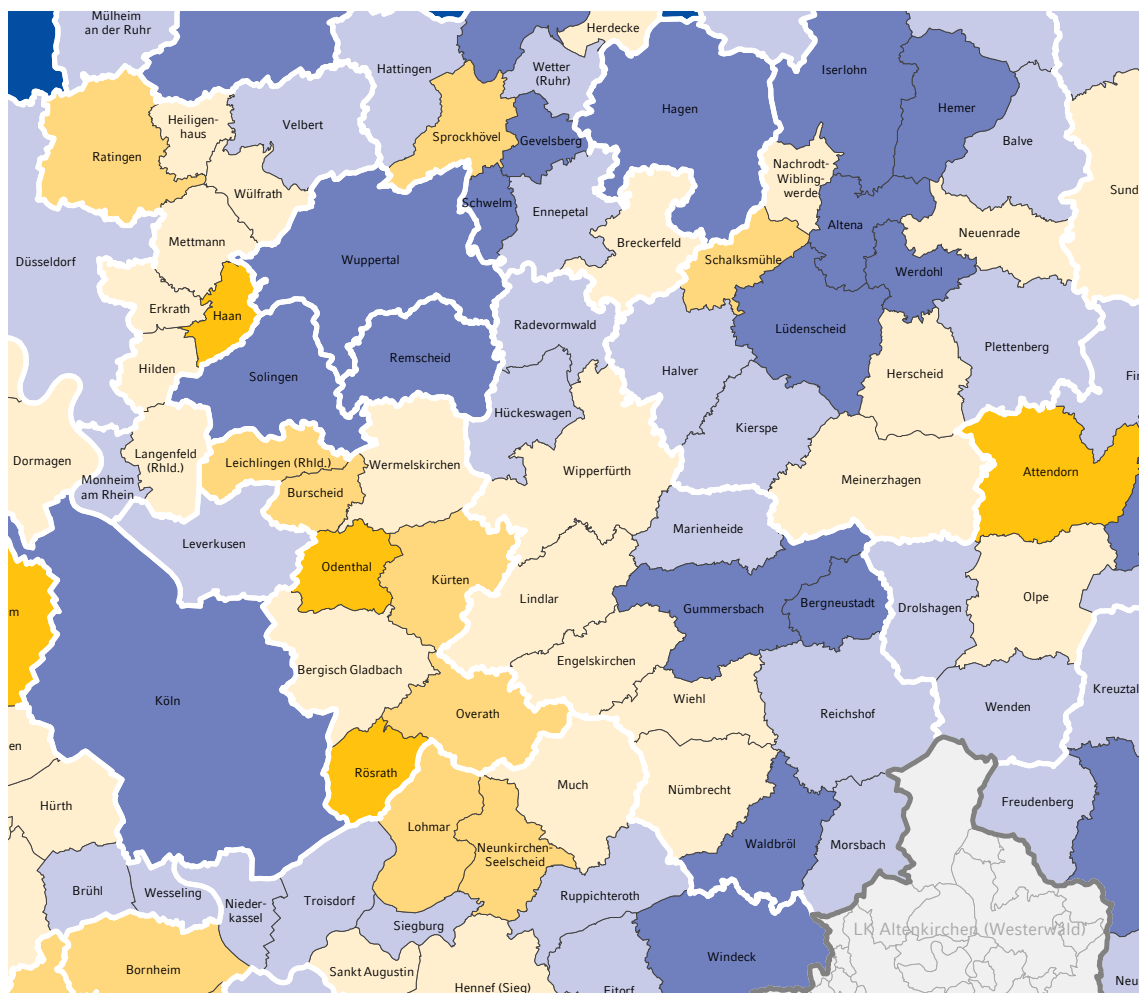 Mülheim
an der Ruhr
Herdecke
Hattingen
Wetter
(Ruhr)
Iserlohn
Hagen
Hemer
Heiligen-
haus
Velbert
Sprockhövel
Gevelsberg
Balve
Ratingen
Nachrodt-
Wibling-
werde
Sund
Wülfrath
Schwelm
Ennepetal
Altena
Mettmann
Breckerfeld
Neuenrade
Düsseldorf
Wuppertal
Schalksmühle
Werdohl
Erkrath
Haan
Radevormwald
Lüdenscheid
Plettenberg
Remscheid
Hilden
Solingen
Halver
Herscheid
Fin
Hückeswagen
Kierspe
Langenfeld
(Rhld.)
Dormagen
Leichlingen (Rhld.)
Wermelskirchen
Wipperfürth
Attendorn
Monheim
am Rhein
Burscheid
Meinerzhagen
Marienheide
Leverkusen
Odenthal
Kürten
Lindlar
Gummersbach
Bergneustadt
Drolshagen
Olpe
m
Engelskirchen
Bergisch Gladbach
Kreuztal
Köln
Wiehl
Overath
Reichshof
Wenden
en
Rösrath
Much
Nümbrecht
Hürth
Freudenberg
Lohmar
Waldbröl
Morsbach
Neunkirchen-
Seelscheid
Brühl
Wesseling
Nieder-
kassel
Troisdorf
Ruppichteroth
Siegburg
LK Altenkirchen (Westerwald)
Windeck
Bornheim
Sankt Augustin
Hennef (Sieg)
Eitorf
Neu